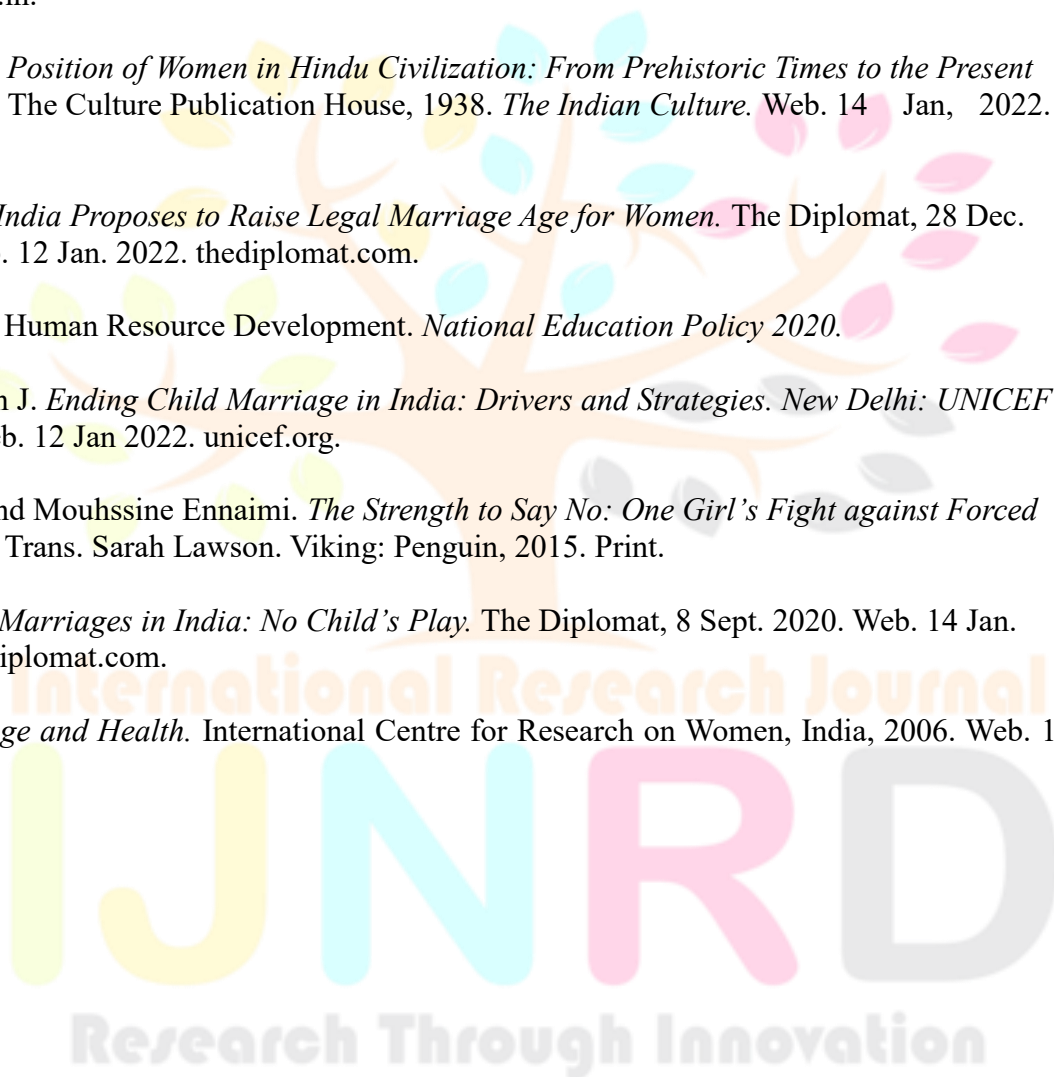 Position of Women in Hindu Civilization: From Prehistoric Times to the Present
The Culture Publication House, 1938. The Indian Culture. Web. 14 Jan, 2022.
India Proposes to Raise Legal Marriage Age for Women. The Diplomat, 28 Dec.
. 12 Jan. 2022. thediplomat.com.
Human Resource Development. National Education Policy 2020.
J. Ending Child Marriage in India: Drivers and Strategies. New Delhi: UNICEF
eb. 12 Jan 2022. unicef.org.
nd Mouhssine Ennaimi. The Strength to Say No: One Girl’s Fight against Forced
Trans. Sarah Lawson. Viking: Penguin, 2015. Print.
Marriages in India: No Child’s Play. The Diplomat, 8 Sept. 2020. Web. 14 Jan.
iplomat.com.
International Research Journal
ge and Health. International Centre for Research on Women, India, 2006. Web. 1
IJNRD
Research Through Innovation